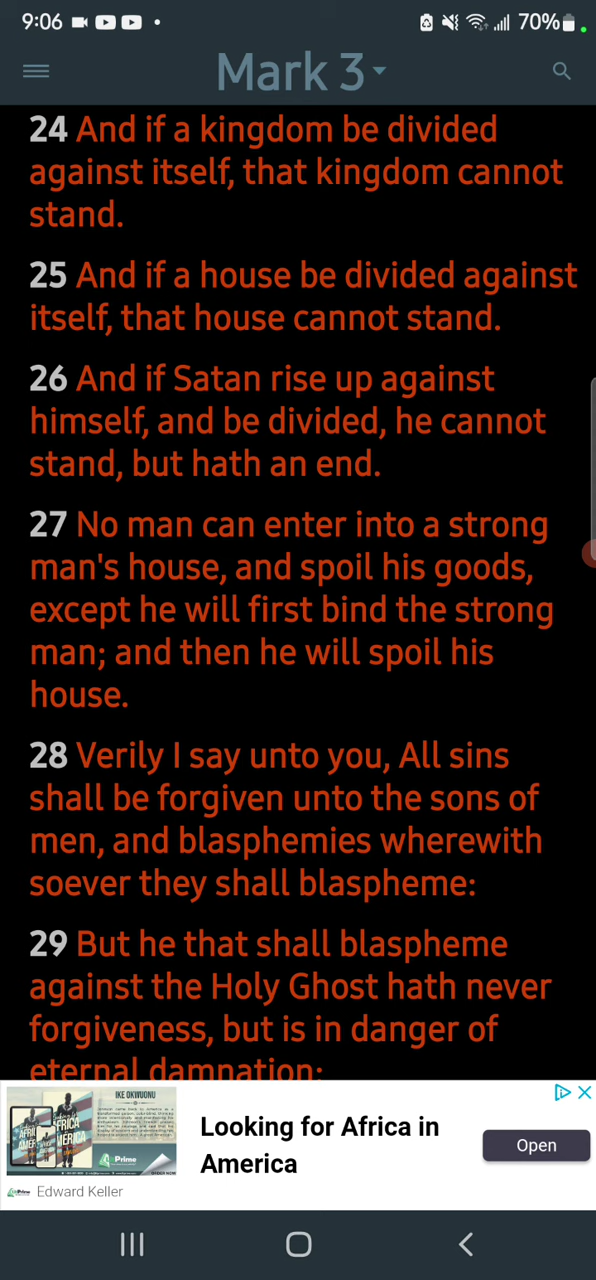 9:06
70%
Mark 3
24 And if a kingdom be divided
against itself, that kingdom cannot
stand.
25 And if a house be divided against
itself, that house cannot stand.
26 And if Satan rise up against
himself, and be divided, he cannot
stand, but hath an end.
27 No man can enter into a strong
man's house, and spoil his goods,
except he will first bind the strong
man; and then he will spoil his
house.
28 Verily I say unto you, All sins
shall be forgiven unto the sons of
men, and blasphemies wherewith
soever they shall blaspheme:
29 But he that shall blaspheme
against the Holy Ghost hath never
forgiveness, but is in danger of
eternal damnation:
IKE OKWUONU
Prime
Looking for Africa in
America
Open
Edward Keller